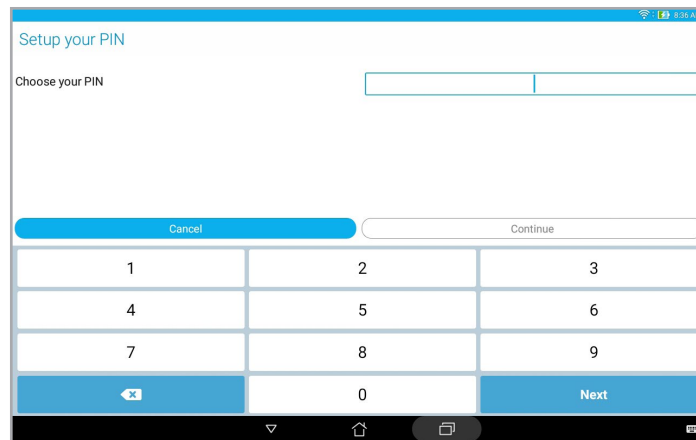 8:36 A
Setup your PIN
Choose your PIN
Cancel Continue
1 2 3
4 5 6
7 8 9
0 Next